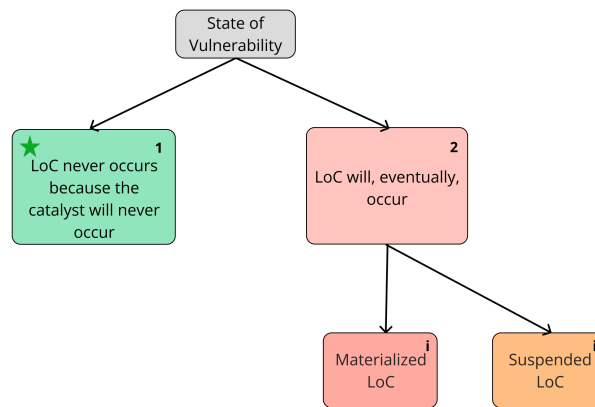 State of
Vulnerability
1
LoC never occurs
because the
catalyst will never
occur
2
LoC will, eventually,
occur
i
Materialized
LoC
Suspended
LoC